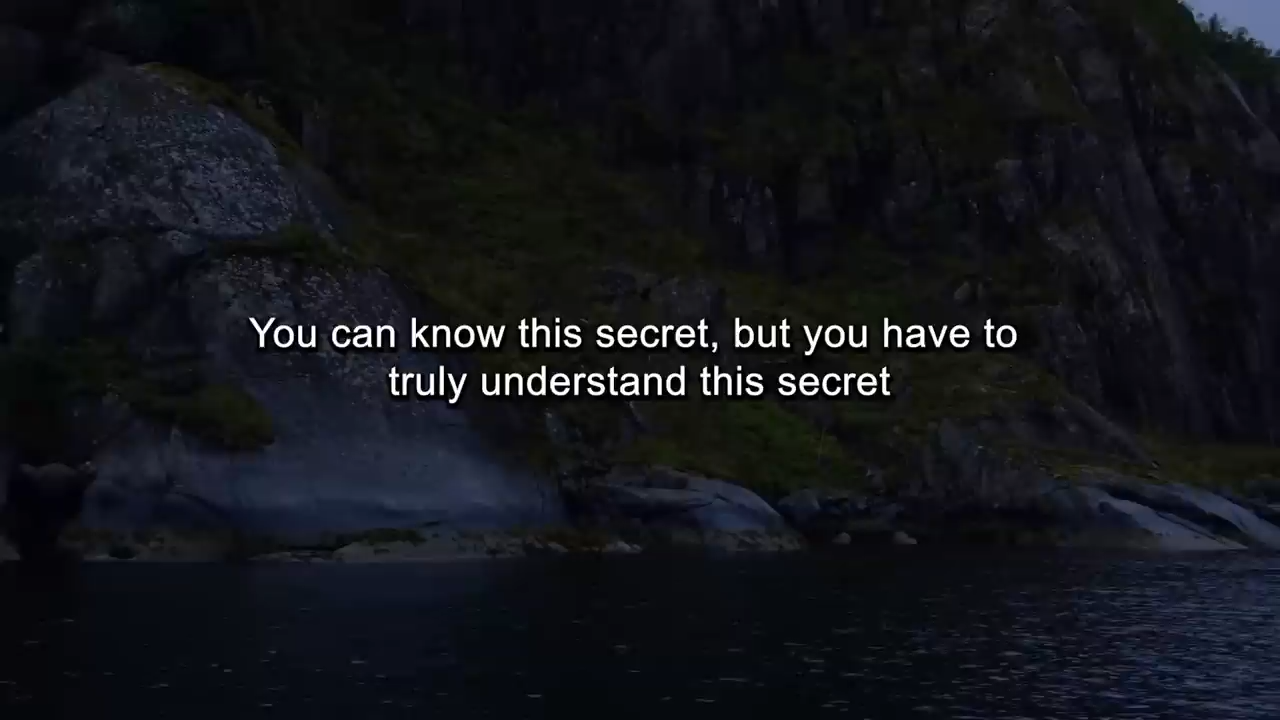 You can know this secret, but you have to
truly understand this secret